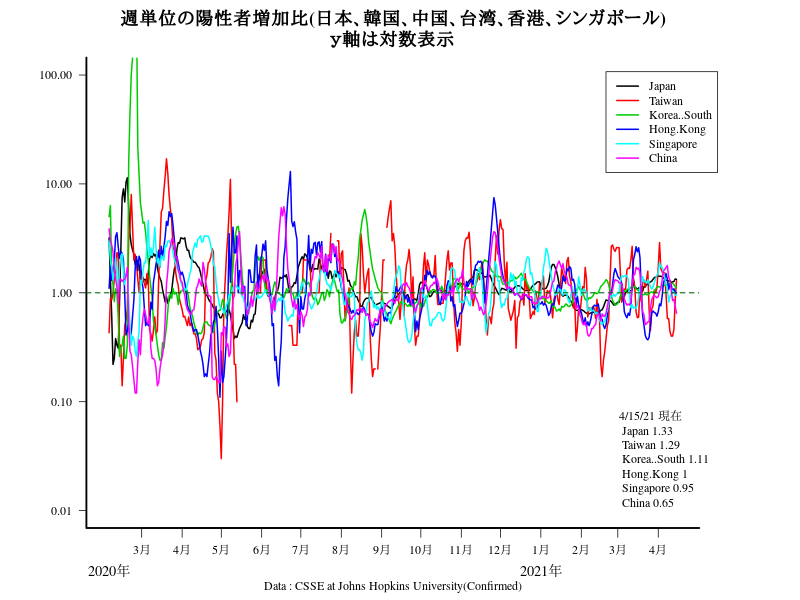 週単位の陽性者増加比(日本、韓国、中国、台湾、香港、シンガポール)
y軸は対数表示
100.00
10.00
1.00
0.10
0.01
Japan
Taiwan
Korea..South
Hong.Kong
Singapore
China
4/15/21 現在
Japan 1.33
Taiwan 1.29
Korea..South 1.11
Hong.Kong 1
Singapore 0.95
China 0.65
3月 4月 5月 6月 7月 8月 9月 10月 11月 12月 1月 2月 3月 4月
2020年 2021年
Data : CSSE at Johns Hopkins University(Confirmed)